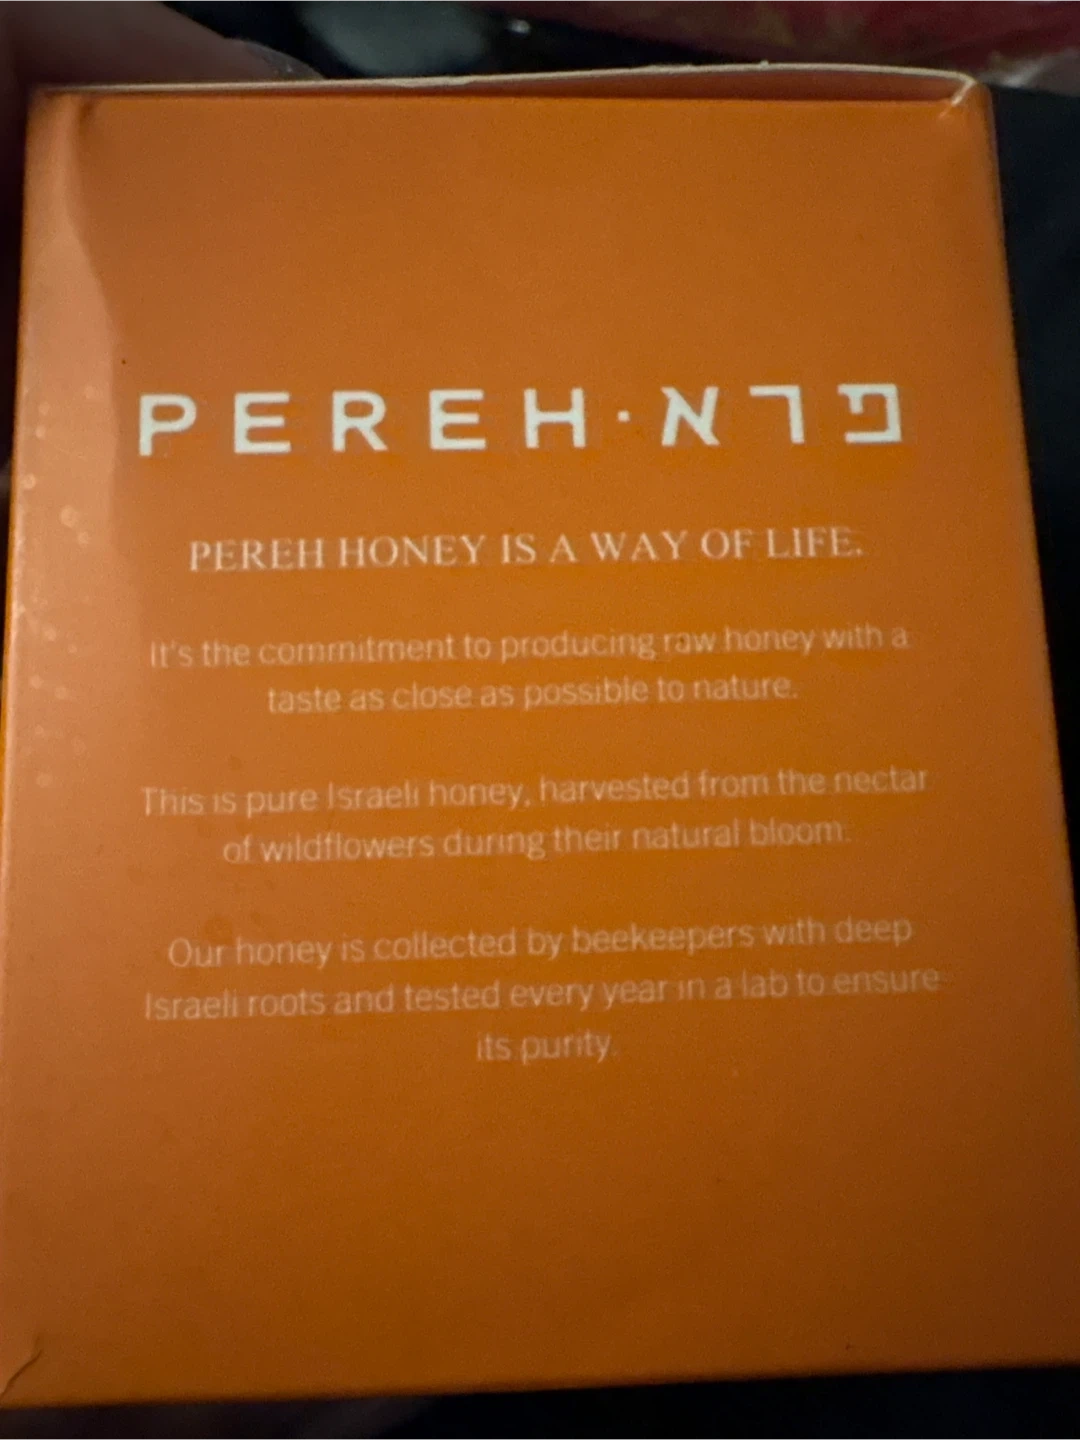 PEREH · פרא
PEREH HONEY IS A WAY OF LIFE.
It's the commitment to producing raw honey with a
taste as close as possible to nature.
This is pure Israeli honey, harvested from the nectar
of wildflowers during their natural bloom.
Our honey is collected by beekeepers with deep
Israeli roots and tested every year in a lab to ensure
its purity.